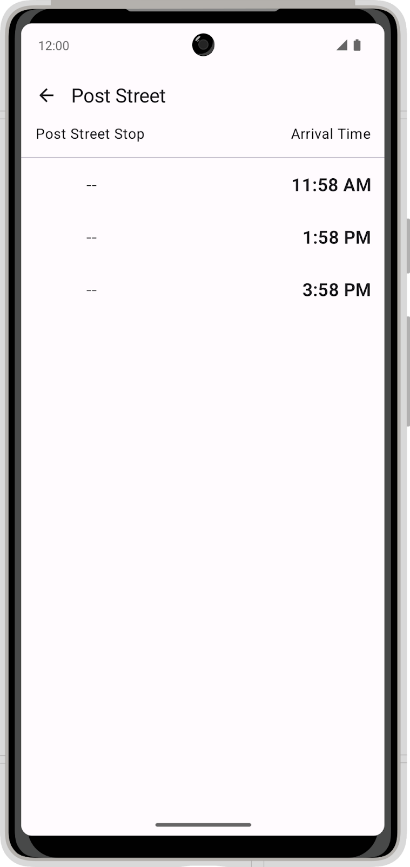 12:00
Post Street
Post Street Stop Arrival Time
-- 11:58 AM
-- 1:58 PM
-- 3:58 PM